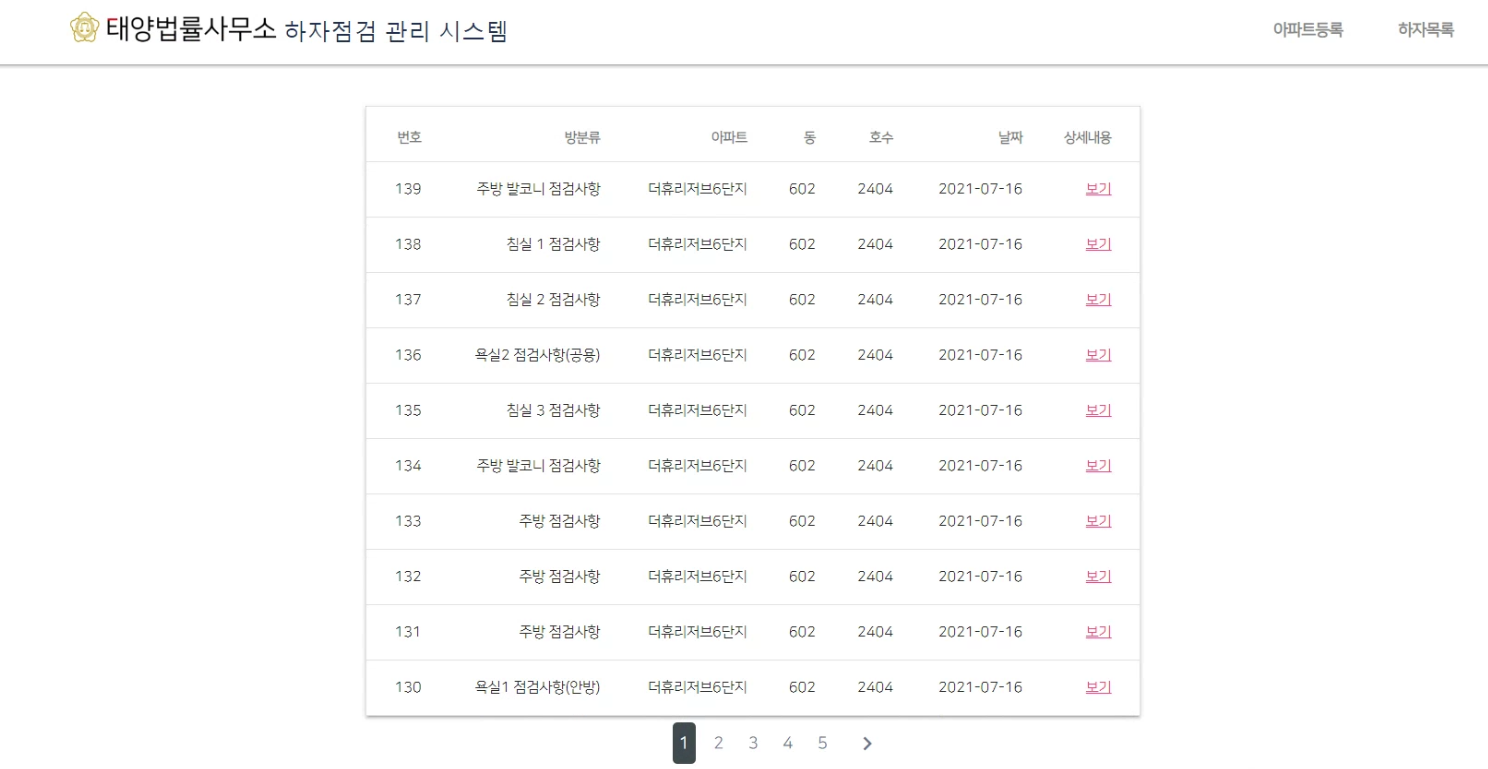 태양법률사무소 하자점검 관리 시스템 아파트등록 하자목록
번호 방분류 아파트 동 호수 날짜 상세내용
139 주방 발코니 점검사항 더휴리저브6단지 602 2404 2021-07-16 보기
138 침실 1 점검사항 더휴리저브6단지 602 2404 2021-07-16 보기
137 침실 2 점검사항 더휴리저브6단지 602 2404 2021-07-16 보기
136 욕실2 점검사항(공용) 더휴리저브6단지 602 2404 2021-07-16 보기
135 침실 3 점검사항 더휴리저브6단지 602 2404 2021-07-16 보기
134 주방 발코니 점검사항 더휴리저브6단지 602 2404 2021-07-16 보기
133 주방 점검사항 더휴리저브6단지 602 2404 2021-07-16 보기
132 주방 점검사항 더휴리저브6단지 602 2404 2021-07-16 보기
131 주방 점검사항 더휴리저브6단지 602 2404 2021-07-16 보기
130 욕실1 점검사항(안방) 더휴리저브6단지 602 2404 2021-07-16 보기
1 2 3 4 5